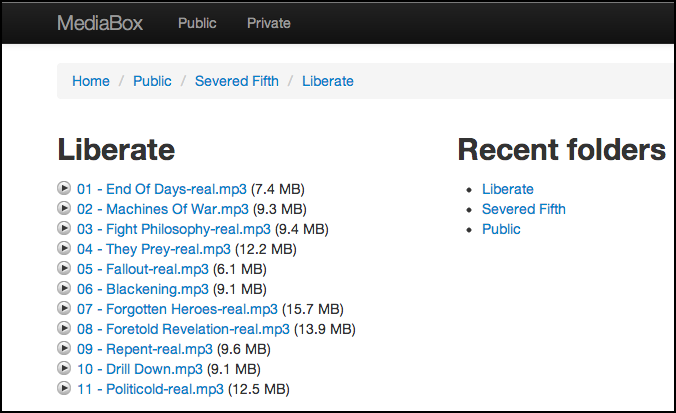 MediaBox Public Private
Home / Public / Severed Fifth / Liberate
Liberate
01 - End Of Days-real.mp3 (7.4 MB)
02 - Machines Of War.mp3 (9.3 MB)
03 - Fight Philosophy-real.mp3 (9.4 MB)
04 - They Prey-real.mp3 (12.2 MB)
05 - Fallout-real.mp3 (6.1 MB)
06 - Blackening.mp3 (9.1 MB)
07 - Forgotten Heroes-real.mp3 (15.7 MB)
08 - Foretold Revelation-real.mp3 (13.9 MB)
09 - Repent-real.mp3 (9.6 MB)
10 - Drill Down.mp3 (9.1 MB)
11 - Politicold-real.mp3 (12.5 MB)
Recent folders
Liberate
Severed Fifth
Public